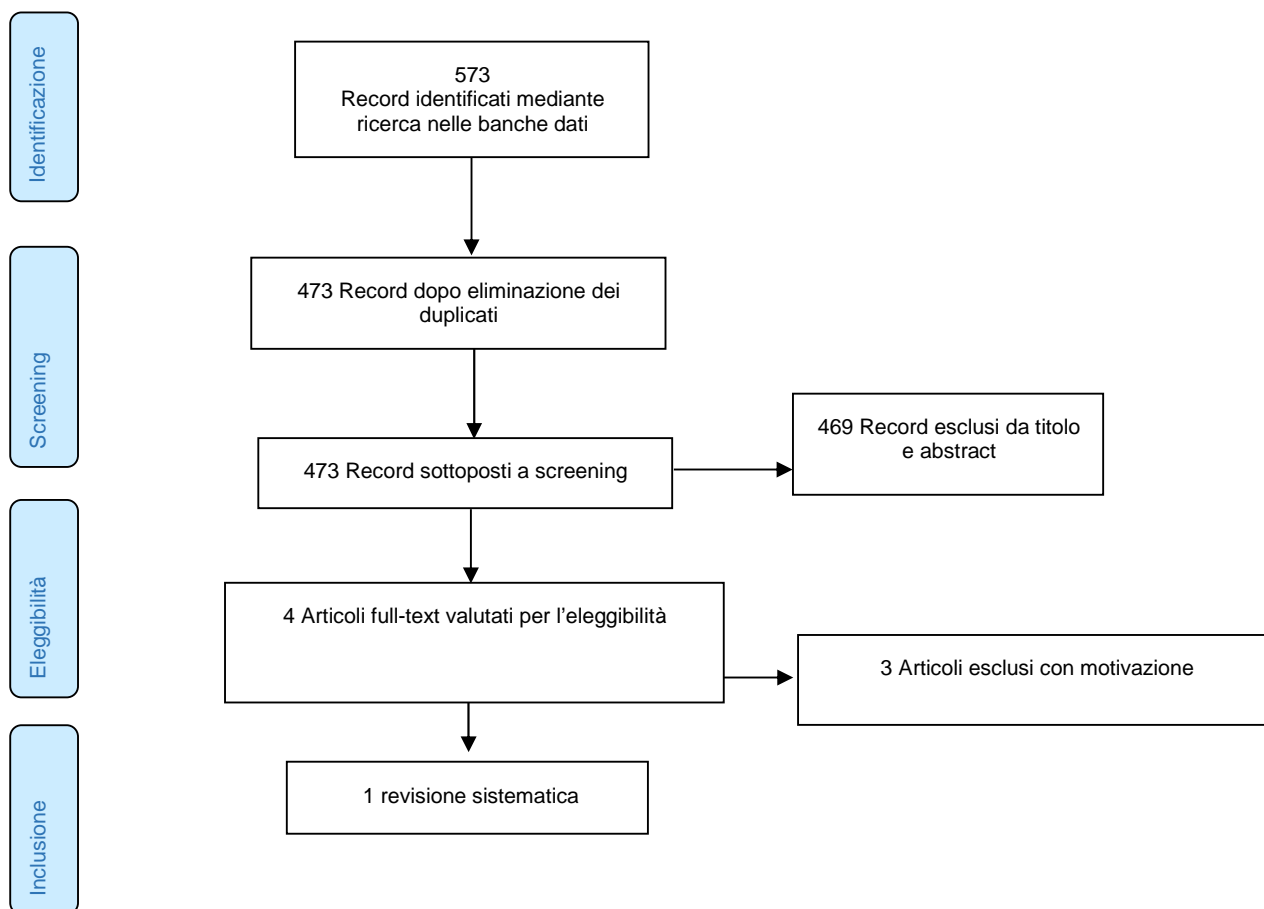 Identificazione
573
Record identificati mediante
ricerca nelle banche dati
Screening
473 Record dopo eliminazione dei
duplicati
473 Record sottoposti a screening
469 Record esclusi da titolo
e abstract
Eleggibilità
4 Articoli full-text valutati per l’eleggibilità
3 Articoli esclusi con motivazione
Inclusione
1 revisione sistematica